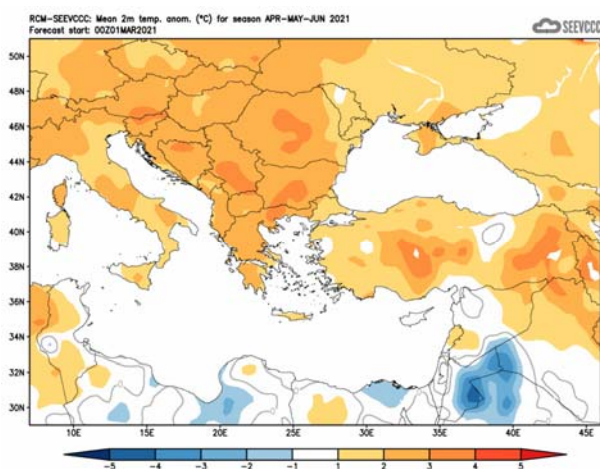 RCM-SEEVCCC: Mean 2m temp. anom. (°C) for season APR-MAY-JUN 2021
Forecast start: 00Z01MAR2021
SEEVCCC
50N
48N
46N
44N
42N
40N
38N
36N
34N
32N
30N
10E 15E 20E 25E 30E 35E 40E 45E
-5 -4 -3 -2 -1 1 2 3 4 5